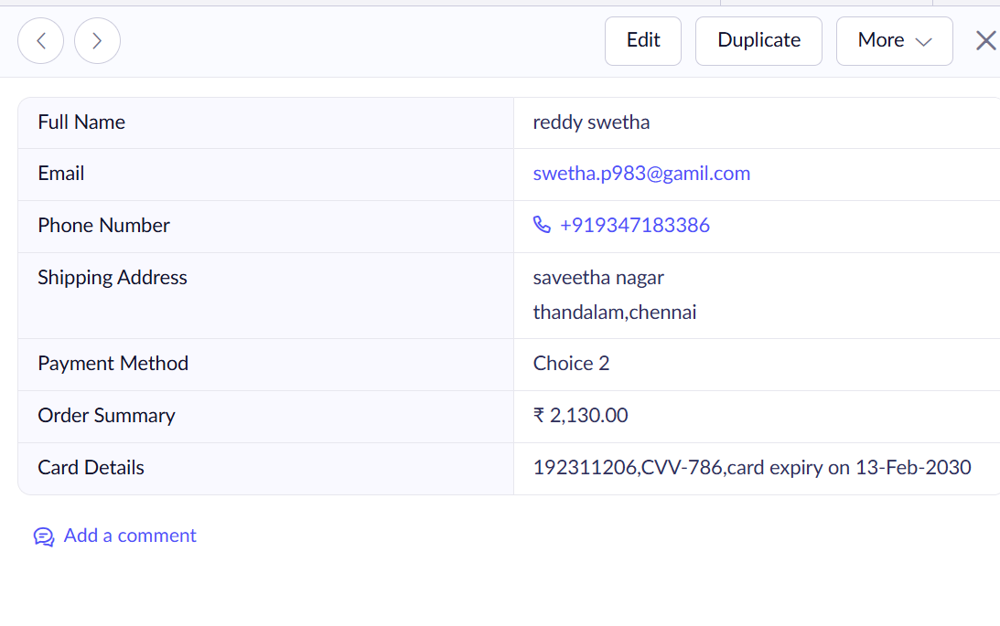 Edit Duplicate More
Full Name reddy swetha
Email swetha.p983@gamil.com
Phone Number +919347183386
Shipping Address saveetha nagar
thandalam,chennai
Payment Method Choice 2
Order Summary ₹ 2,130.00
Card Details 192311206,CVV-786,card expiry on 13-Feb-2030
Add a comment